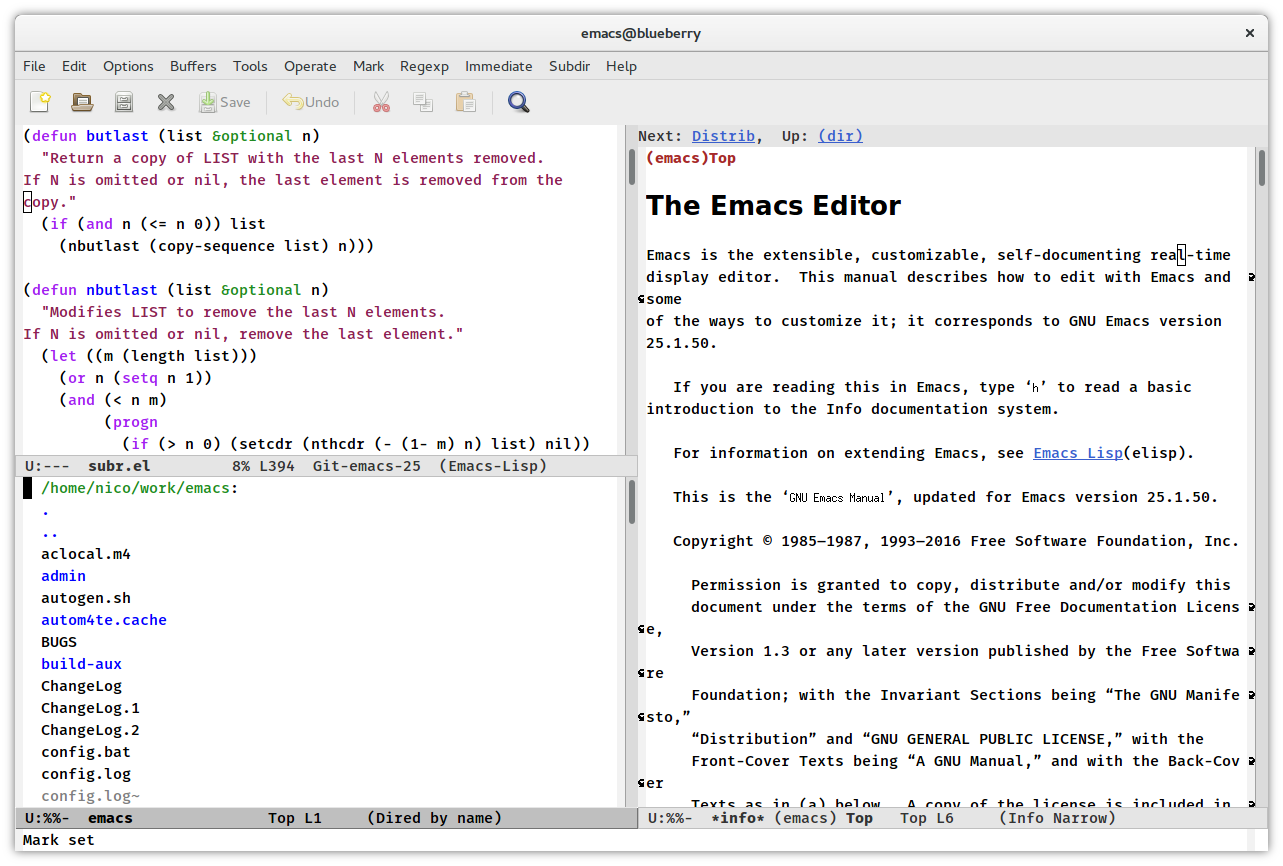 emacs@blueberry
File Edit Options Buffers Tools Operate Mark Regexp Immediate Subdir Help
Save Undo
(defun butlast (list &optional n)
"Return a copy of LIST with the last N elements removed.
If N is omitted or nil, the last element is removed from the
copy."
(if (and n (<= n 0)) list
(nbutlast (copy-sequence list) n)))
(defun nbutlast (list &optional n)
"Modifies LIST to remove the last N elements.
If N is omitted or nil, remove the last element."
(let ((m (length list)))
(or n (setq n 1))
(and (< n m)
(progn
(if (> n 0) (setcdr (nthcdr (- (1- m) n) list) nil))
U:--- subr.el 8% L394 Git-emacs-25 (Emacs-Lisp)
/home/nico/work/emacs:
.
..
aclocal.m4
admin
autogen.sh
autom4te.cache
BUGS
build-aux
ChangeLog
ChangeLog.1
ChangeLog.2
config.bat
config.log
config.log~
U:%%- emacs Top L1 (Dired by name)
Mark set
Next: Distrib, Up: (dir)
(emacs)Top
The Emacs Editor
Emacs is the extensible, customizable, self-documenting real-time
display editor. This manual describes how to edit with Emacs and
some
of the ways to customize it; it corresponds to GNU Emacs version
25.1.50.
If you are reading this in Emacs, type ‘h’ to read a basic
introduction to the Info documentation system.
For information on extending Emacs, see Emacs Lisp(elisp).
This is the ‘GNU Emacs Manual’, updated for Emacs version 25.1.50.
Copyright © 1985–1987, 1993–2016 Free Software Foundation, Inc.
Permission is granted to copy, distribute and/or modify this
document under the terms of the GNU Free Documentation Licens
e,
Version 1.3 or any later version published by the Free Softwa
re
Foundation; with the Invariant Sections being “The GNU Manife
sto,”
“Distribution” and “GNU GENERAL PUBLIC LICENSE,” with the
Front-Cover Texts being “A GNU Manual,” and with the Back-Cov
er
Texts as in (a) below. A copy of the license is included in
U:%%- *info* (emacs) Top Top L6 (Info Narrow)